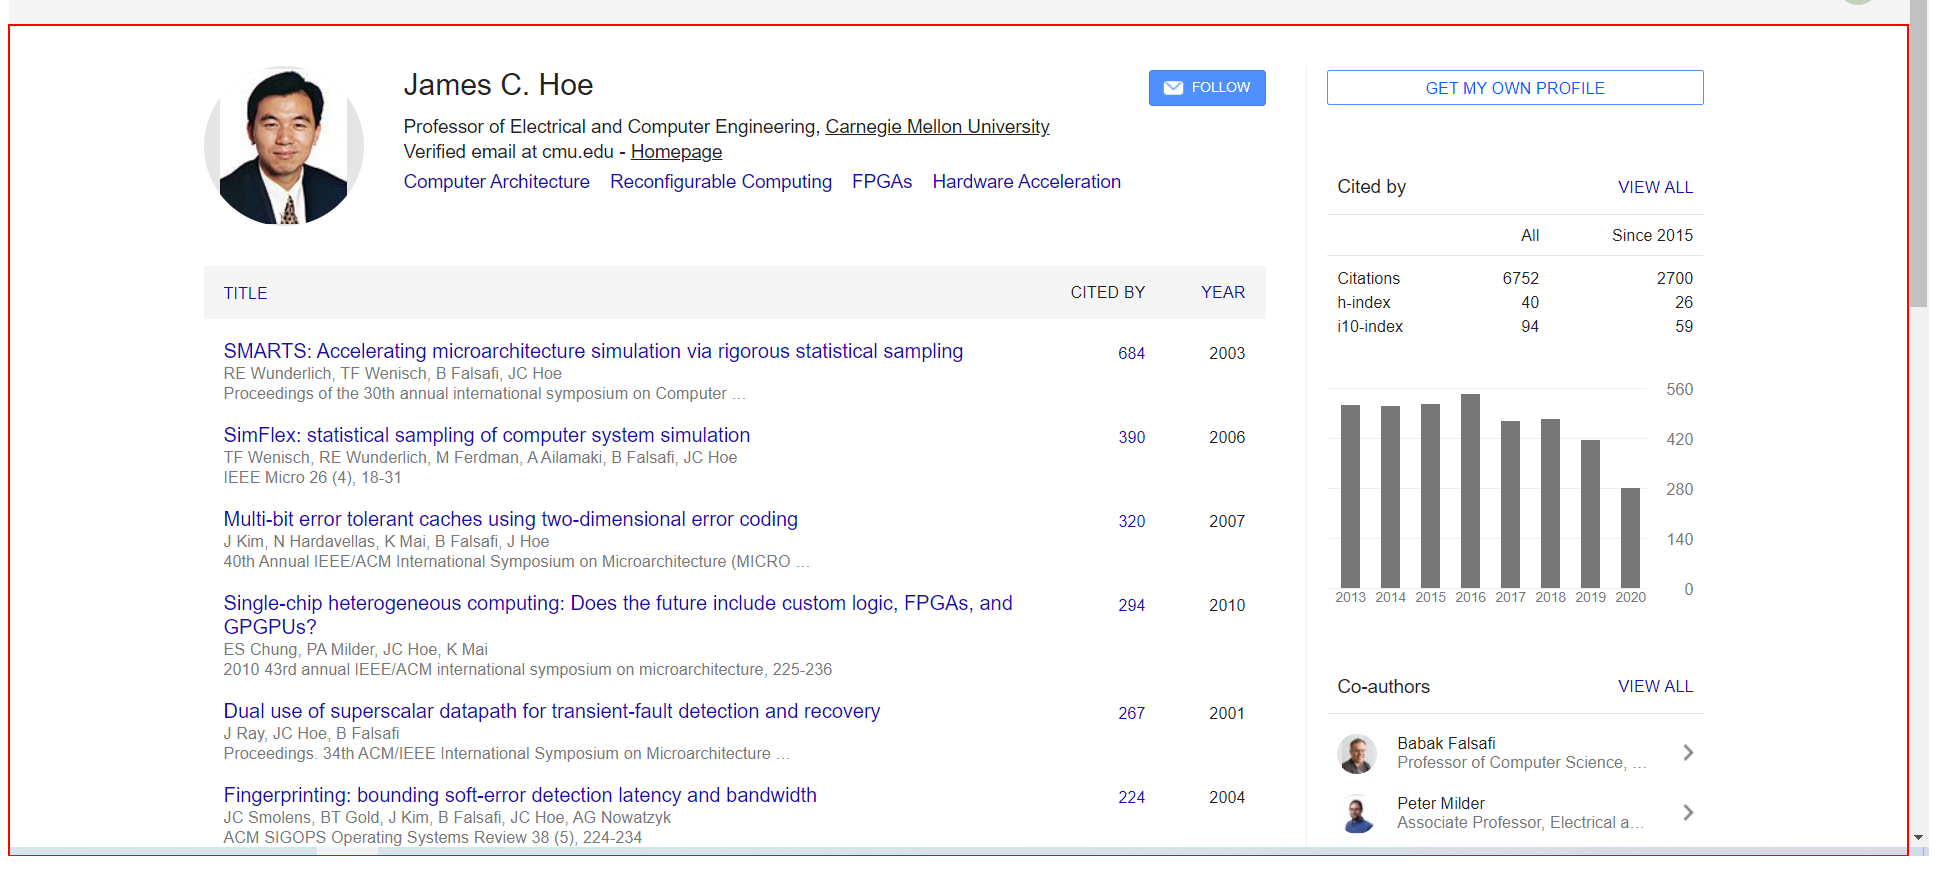 James C. Hoe
FOLLOW
Professor of Electrical and Computer Engineering, Carnegie Mellon University
Verified email at cmu.edu - Homepage
Computer Architecture Reconfigurable Computing FPGAs Hardware Acceleration
TITLE CITED BY YEAR
SMARTS: Accelerating microarchitecture simulation via rigorous statistical sampling 684 2003
RE Wunderlich, TF Wenisch, B Falsafi, JC Hoe
Proceedings of the 30th annual international symposium on Computer …
SimFlex: statistical sampling of computer system simulation 390 2006
TF Wenisch, RE Wunderlich, M Ferdman, A Ailamaki, B Falsafi, JC Hoe
IEEE Micro 26 (4), 18-31
Multi-bit error tolerant caches using two-dimensional error coding 320 2007
J Kim, N Hardavellas, K Mai, B Falsafi, J Hoe
40th Annual IEEE/ACM International Symposium on Microarchitecture (MICRO …
Single-chip heterogeneous computing: Does the future include custom logic, FPGAs, and 294 2010
GPGPUs?
ES Chung, PA Milder, JC Hoe, K Mai
2010 43rd annual IEEE/ACM international symposium on microarchitecture, 225-236
Dual use of superscalar datapath for transient-fault detection and recovery 267 2001
J Ray, JC Hoe, B Falsafi
Proceedings. 34th ACM/IEEE International Symposium on Microarchitecture …
Fingerprinting: bounding soft-error detection latency and bandwidth 224 2004
JC Smolens, BT Gold, J Kim, B Falsafi, JC Hoe, AG Nowatzyk
ACM SIGOPS Operating Systems Review 38 (5), 224-234
GET MY OWN PROFILE
Cited by VIEW ALL
All Since 2015
Citations 6752 2700
h-index 40 26
i10-index 94 59
560
420
280
140
0
2013 2014 2015 2016 2017 2018 2019 2020
Co-authors VIEW ALL
Babak Falsafi
Professor of Computer Science, …
Peter Milder
Associate Professor, Electrical a…